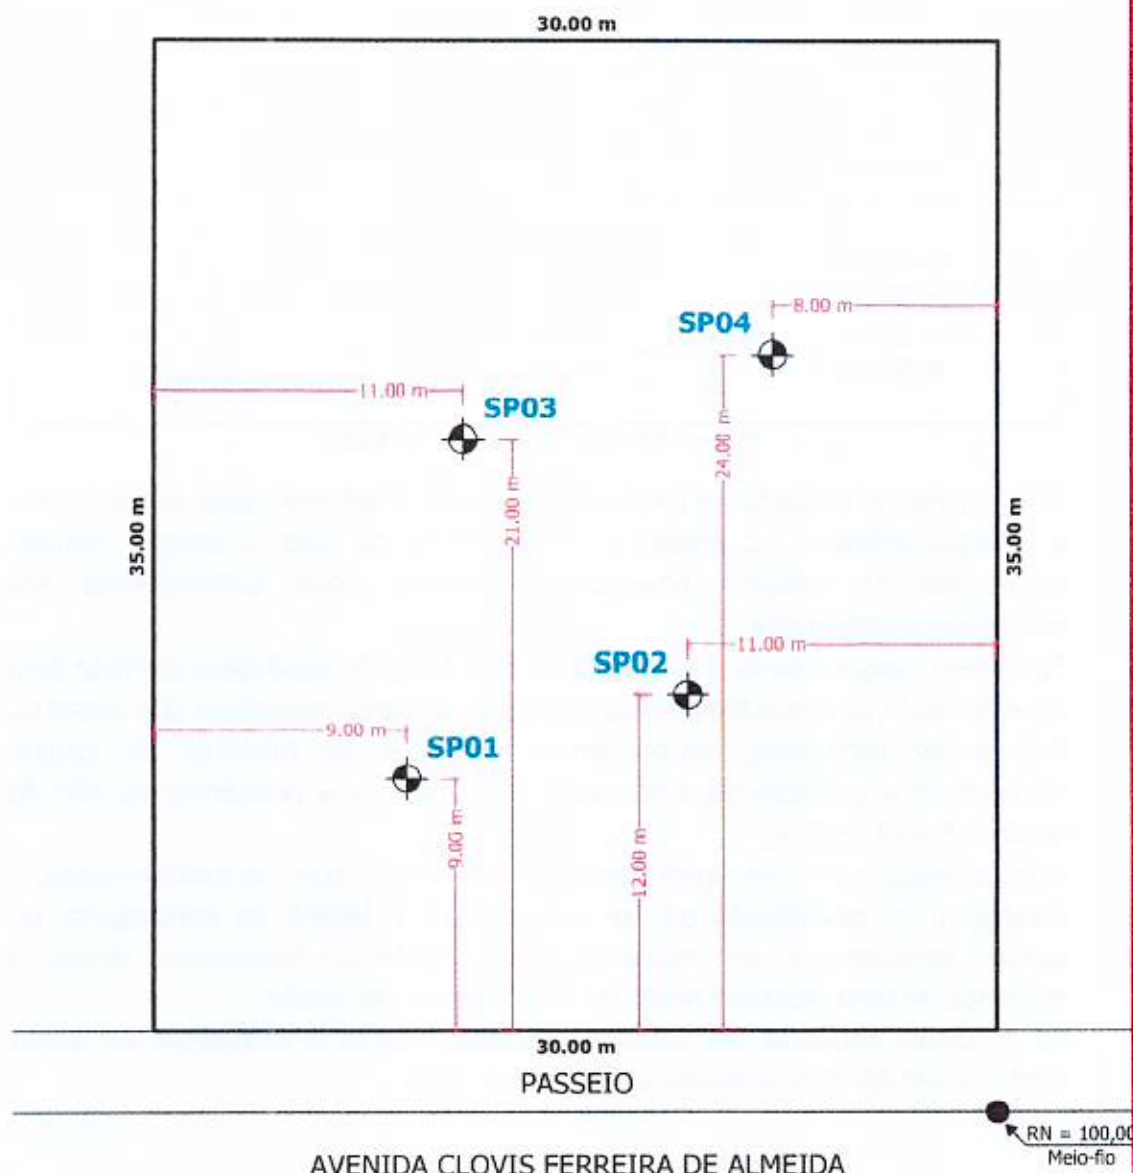 30.00 m
8.00 m
SP04
11.00 m
SP03
24.00 m
21.00 m
35.00 m
35.00 m
11.00 m
SP02
9.00 m
SP01
9.00 m
12.00 m
30.00 m
PASSEIO
RN = 100,00
Meio-fio
AVENIDA CLOVIS FERREIRA DE ALMEIDA